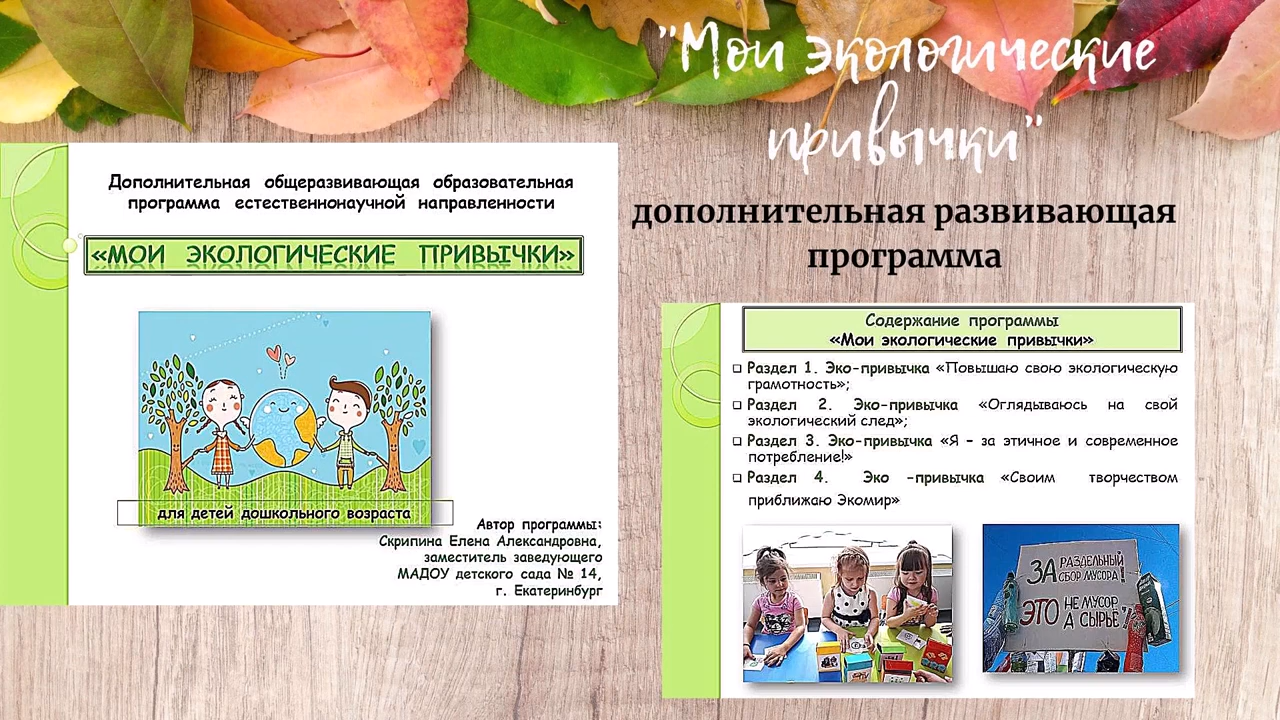 "Мои экологические
привычки"
дополнительная развивающая
программа
Дополнительная общеразвивающая образовательная
программа естественнонаучной направленности
«МОИ ЭКОЛОГИЧЕСКИЕ ПРИВЫЧКИ»
для детей дошкольного возраста
Автор программы:
Скрипина Елена Александровна,
заместитель заведующего
МАДОУ детского сада № 14,
г. Екатеринбург
Содержание программы
«Мои экологические привычки»
Раздел 1. Эко-привычка «Повышаю свою экологическую
грамотность»;
Раздел 2. Эко-привычка «Оглядываюсь на свой
экологический след»;
Раздел 3. Эко-привычка «Я – за этичное и современное
потребление!»
Раздел 4. Эко -привычка «Своим творчеством
приближаю Экомир»
ЗА РАЗДЕЛЬНЫЙ
СБОР МУСОРА!
ЭТО НЕ МУСОР,
А СЫРЬЕ"!